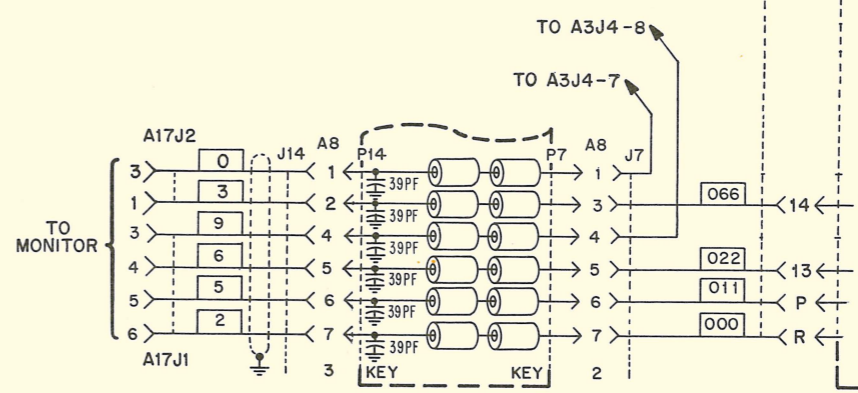 TO A3J4-8
TO A3J4-7
A17J2 J14 A8 P14 P7 A8 J7
3 0 1 39PF 1
1 3 2 39PF 3 066 14
3 9 4 39PF 4
TO MONITOR
4 6 5 39PF 5 022 13
5 5 6 39PF 6 011 P
6 2 7 39PF 7 000 R
A17J1 3 KEY KEY 2